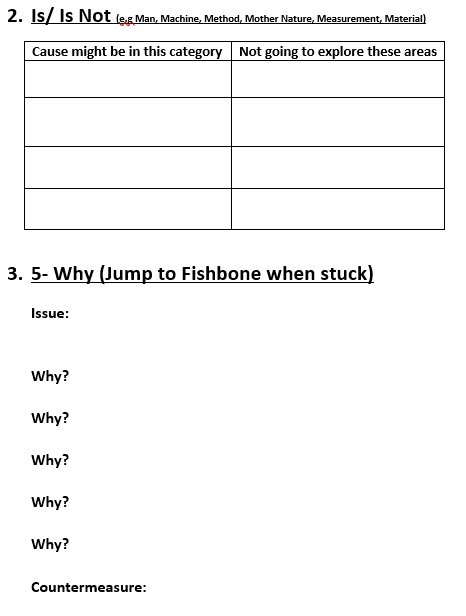 2. Is/ Is Not (e.g Man, Machine, Method, Mother Nature, Measurement, Material)
Cause might be in this category Not going to explore these areas
3. 5- Why (Jump to Fishbone when stuck)
Issue:
Why?
Why?
Why?
Why?
Why?
Countermeasure: